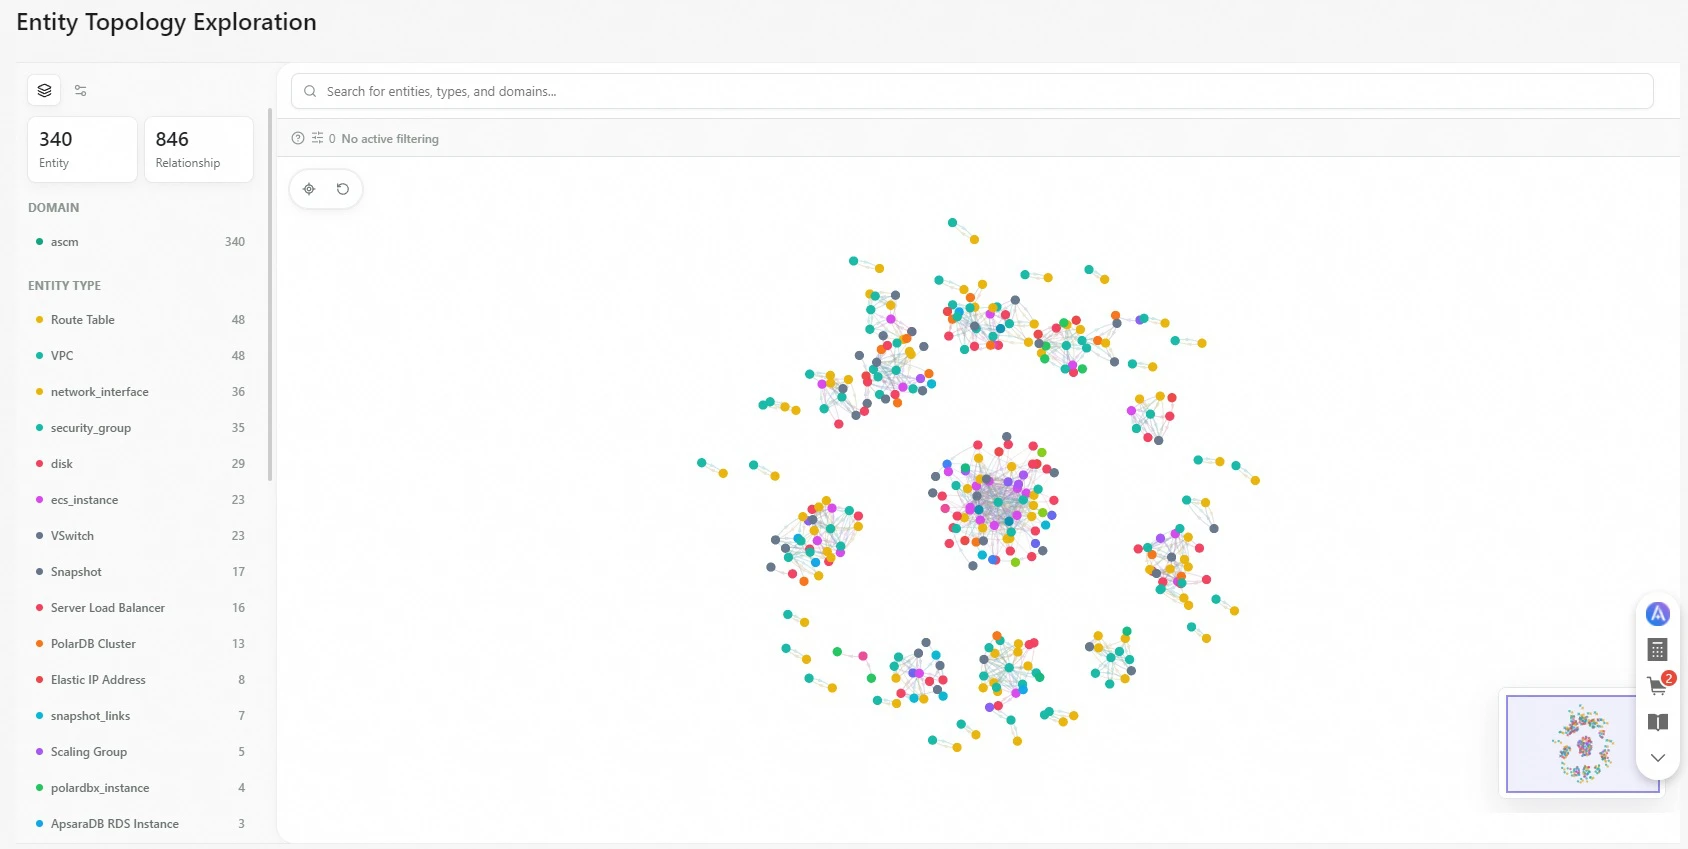 Entity Topology Exploration
Search for entities, types, and domains...
340
Entity
846
Relationship
0 No active filtering
DOMAIN
ascm 340
ENTITY TYPE
Route Table 48
VPC 48
network_interface 36
security_group 35
disk 29
ecs_instance 23
VSwitch 23
Snapshot 17
Server Load Balancer 16
PolarDB Cluster 13
Elastic IP Address 8
snapshot_links 7
Scaling Group 5
polardbx_instance 4
ApsaraDB RDS Instance 3
2